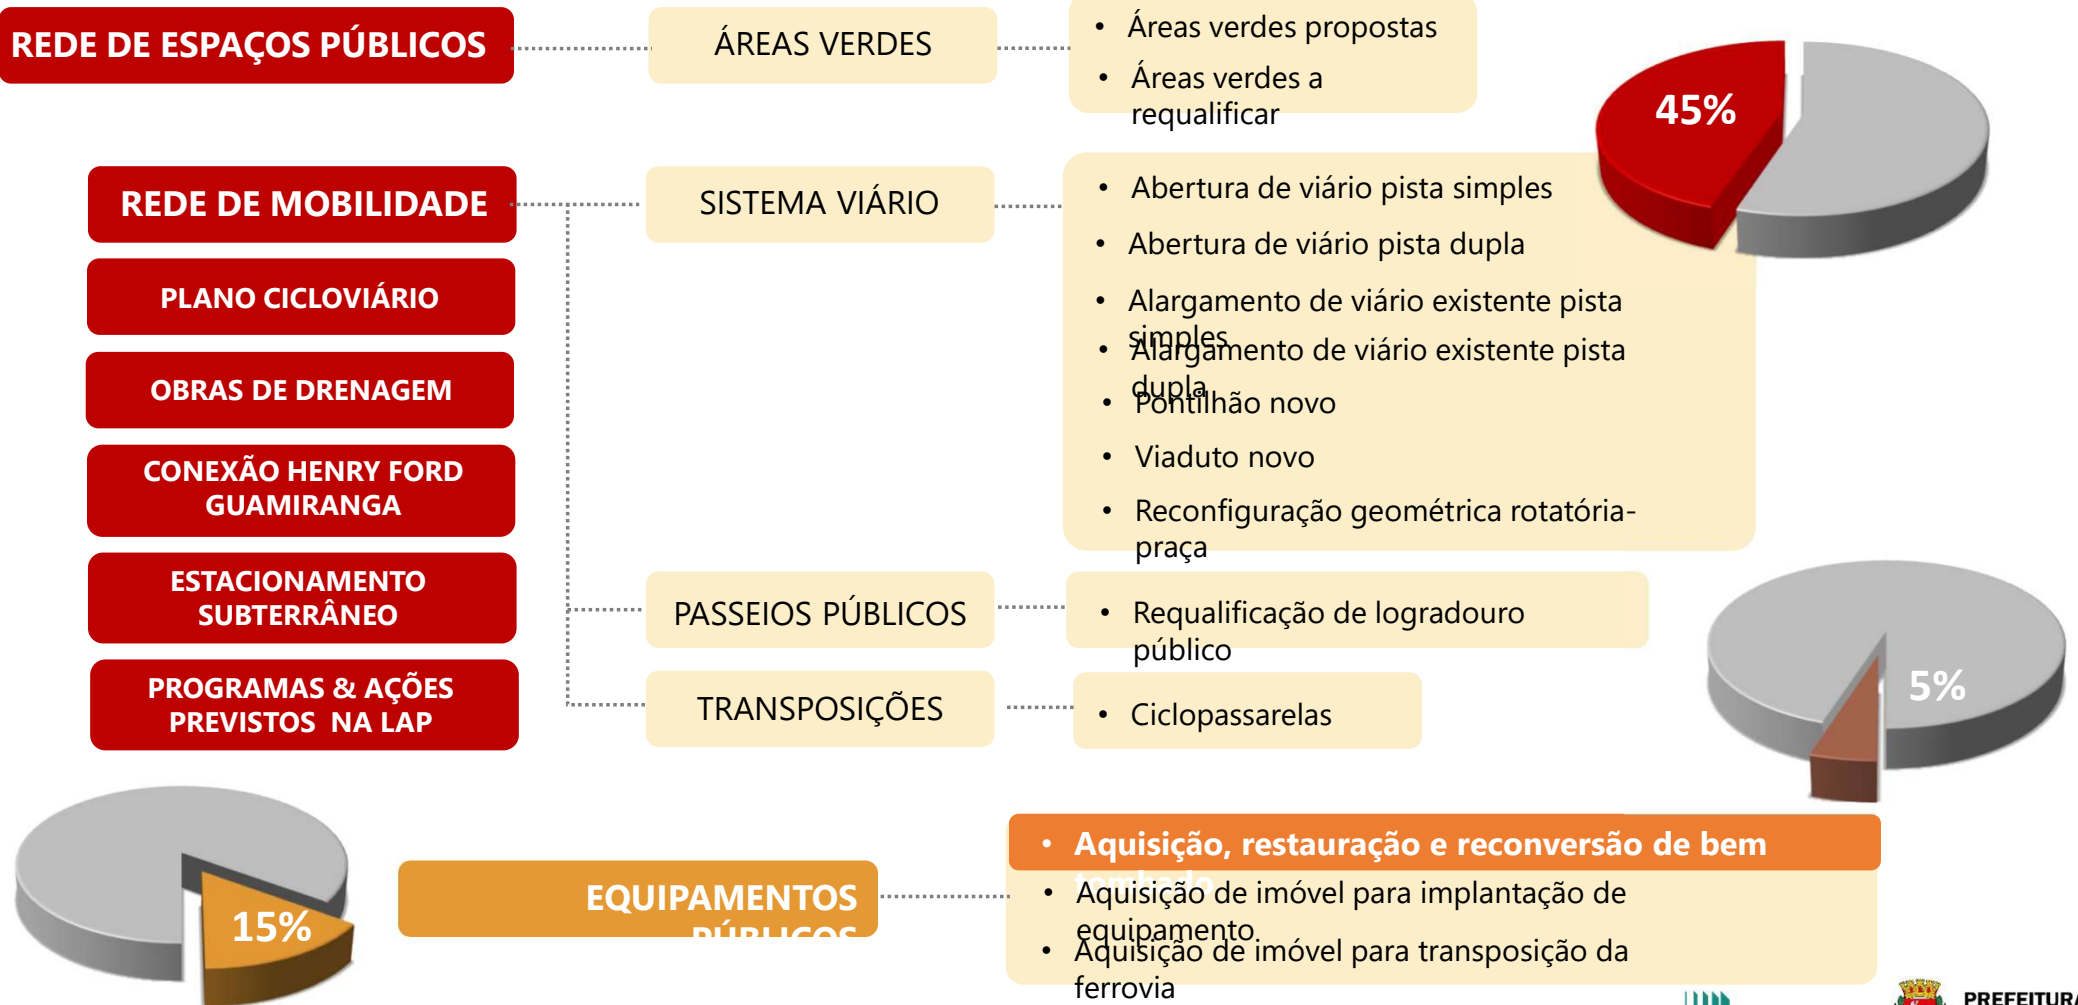 REDE DE ESPAÇOS PÚBLICOS
ÁREAS VERDES
• Áreas verdes propostas
• Áreas verdes a
requalificar
45%
REDE DE MOBILIDADE
SISTEMA VIÁRIO
• Abertura de viário pista simples
• Abertura de viário pista dupla
• Alargamento de viário existente pista
simples
• Alargamento de viário existente pista
dupla
• Pontilhão novo
• Viaduto novo
• Reconfiguração geométrica rotatória-
praça
PLANO CICLOVIÁRIO
OBRAS DE DRENAGEM
CONEXÃO HENRY FORD
GUAMIRANGA
ESTACIONAMENTO
SUBTERRÂNEO
PROGRAMAS & AÇÕES
PREVISTOS NA LAP
PASSEIOS PÚBLICOS
• Requalificação de logradouro
público
TRANSPOSIÇÕES
• Ciclopassarelas
5%
15%
EQUIPAMENTOS
PÚBLICOS
• Aquisição, restauração e reconversão de bem
tombado
• Aquisição de imóvel para implantação de
equipamento
• Aquisição de imóvel para transposição da
ferrovia
PREFEITURA